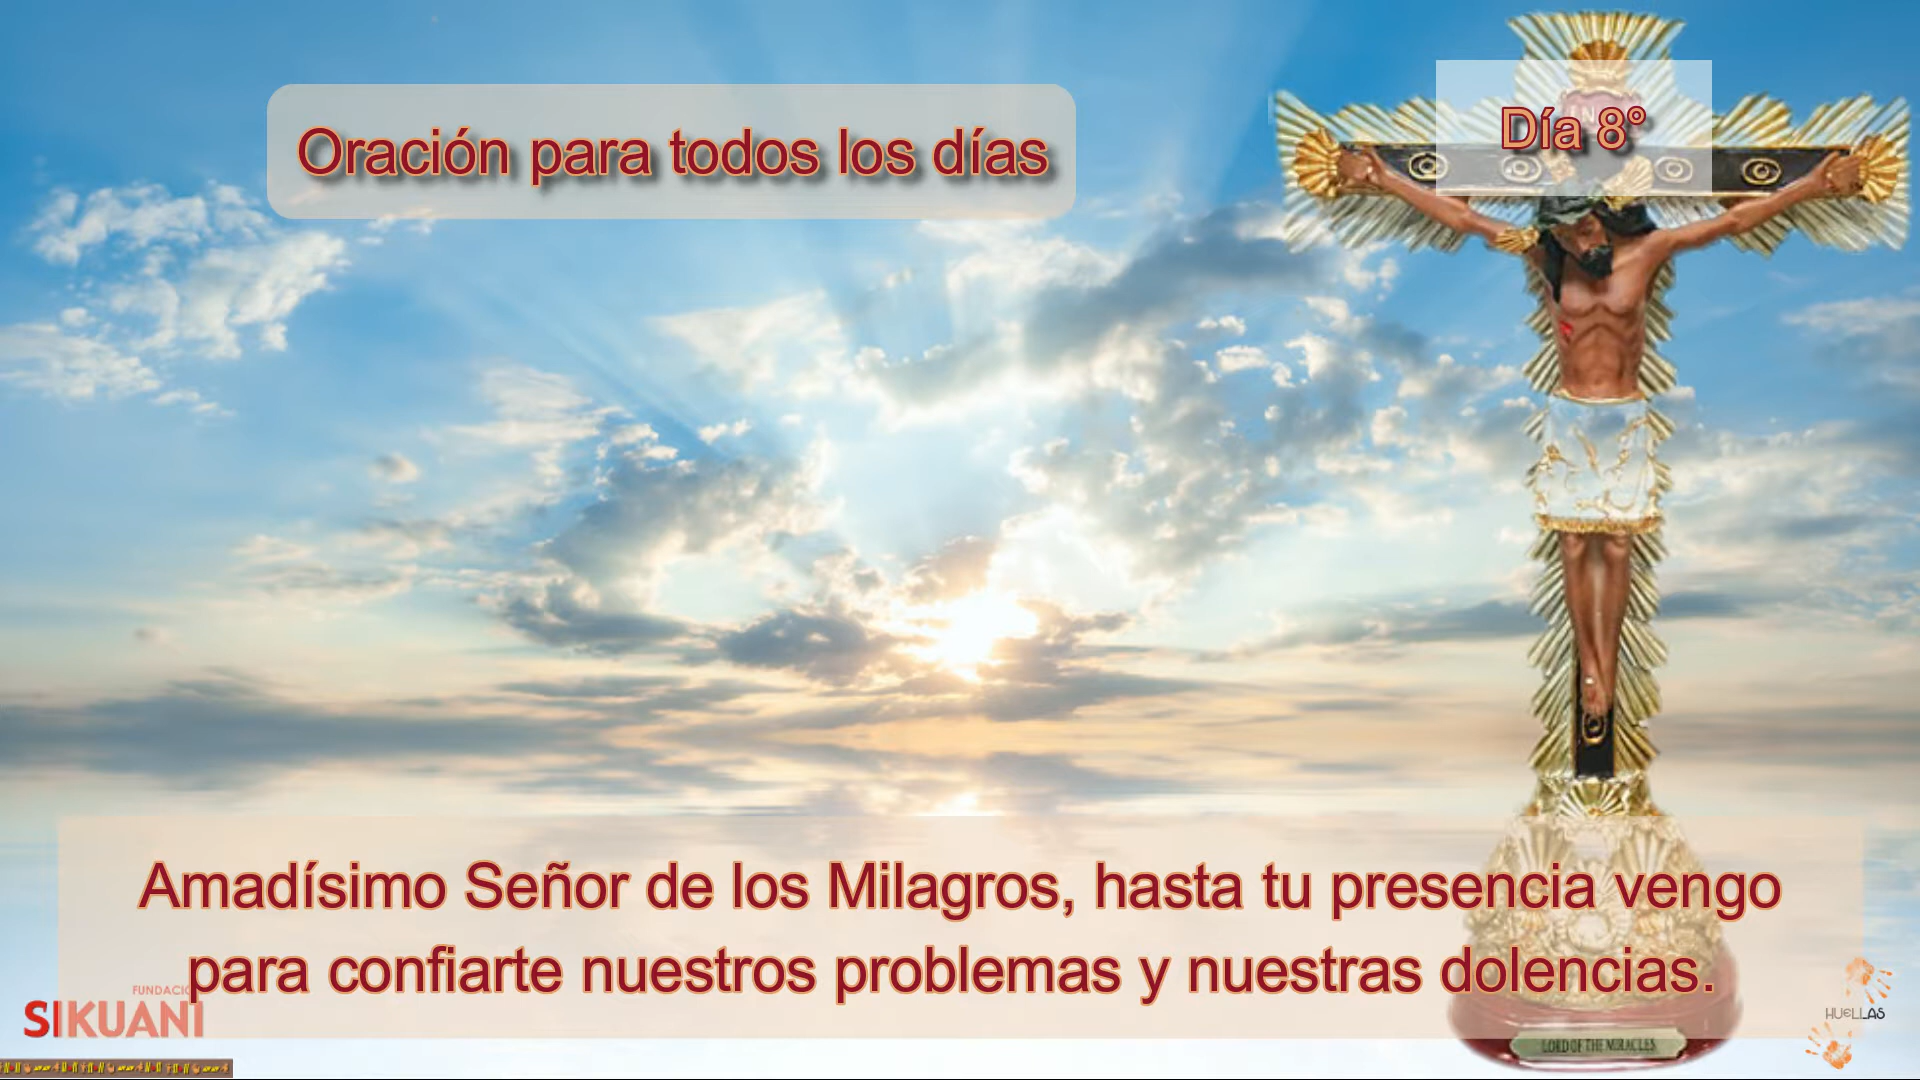 Oración para todos los días
Día 8°
Amadísimo Señor de los Milagros, hasta tu presencia vengo
para confiarte nuestros problemas y nuestras dolencias.
SIKUANI
HUELLAS
LORD OF THE MIRACLES